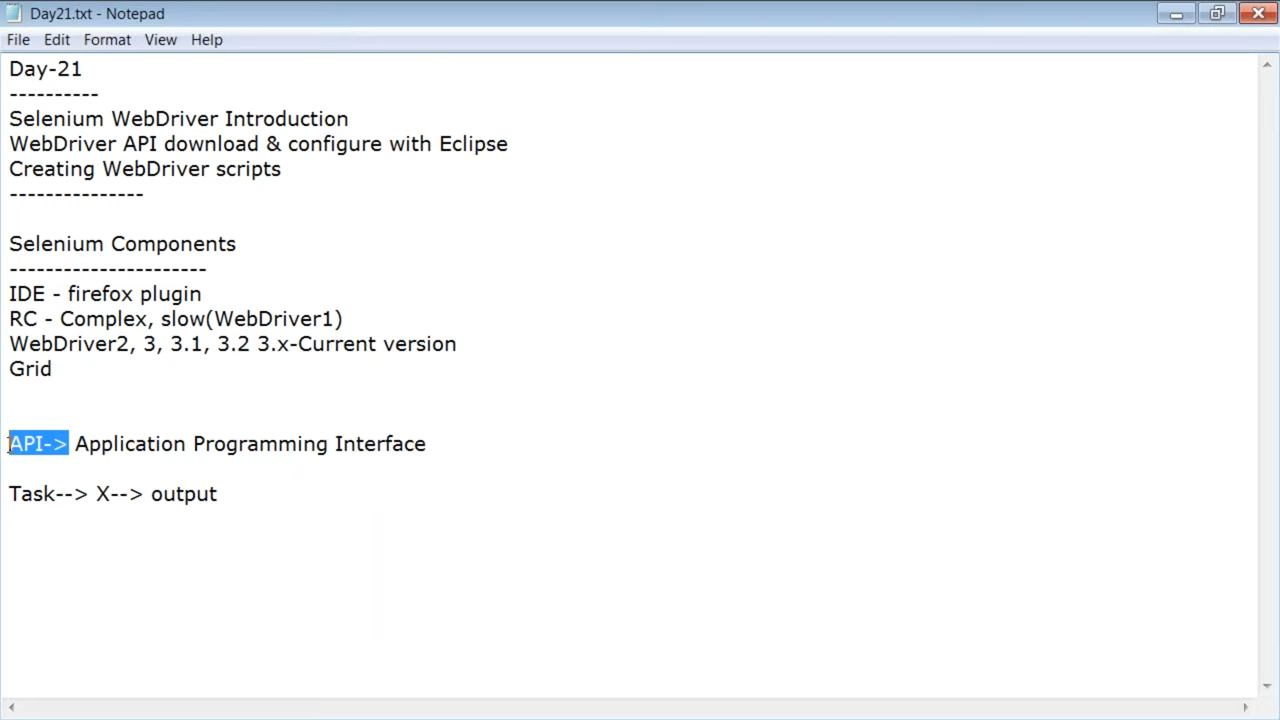 Day21.txt - Notepad
File Edit Format View Help
Day-21
----------
Selenium WebDriver Introduction
WebDriver API download & configure with Eclipse
Creating WebDriver scripts
---------------
Selenium Components
----------------------
IDE - firefox plugin
RC - Complex, slow(WebDriver1)
WebDriver2, 3, 3.1, 3.2 3.x-Current version
Grid
API-> Application Programming Interface
Task--> X--> output